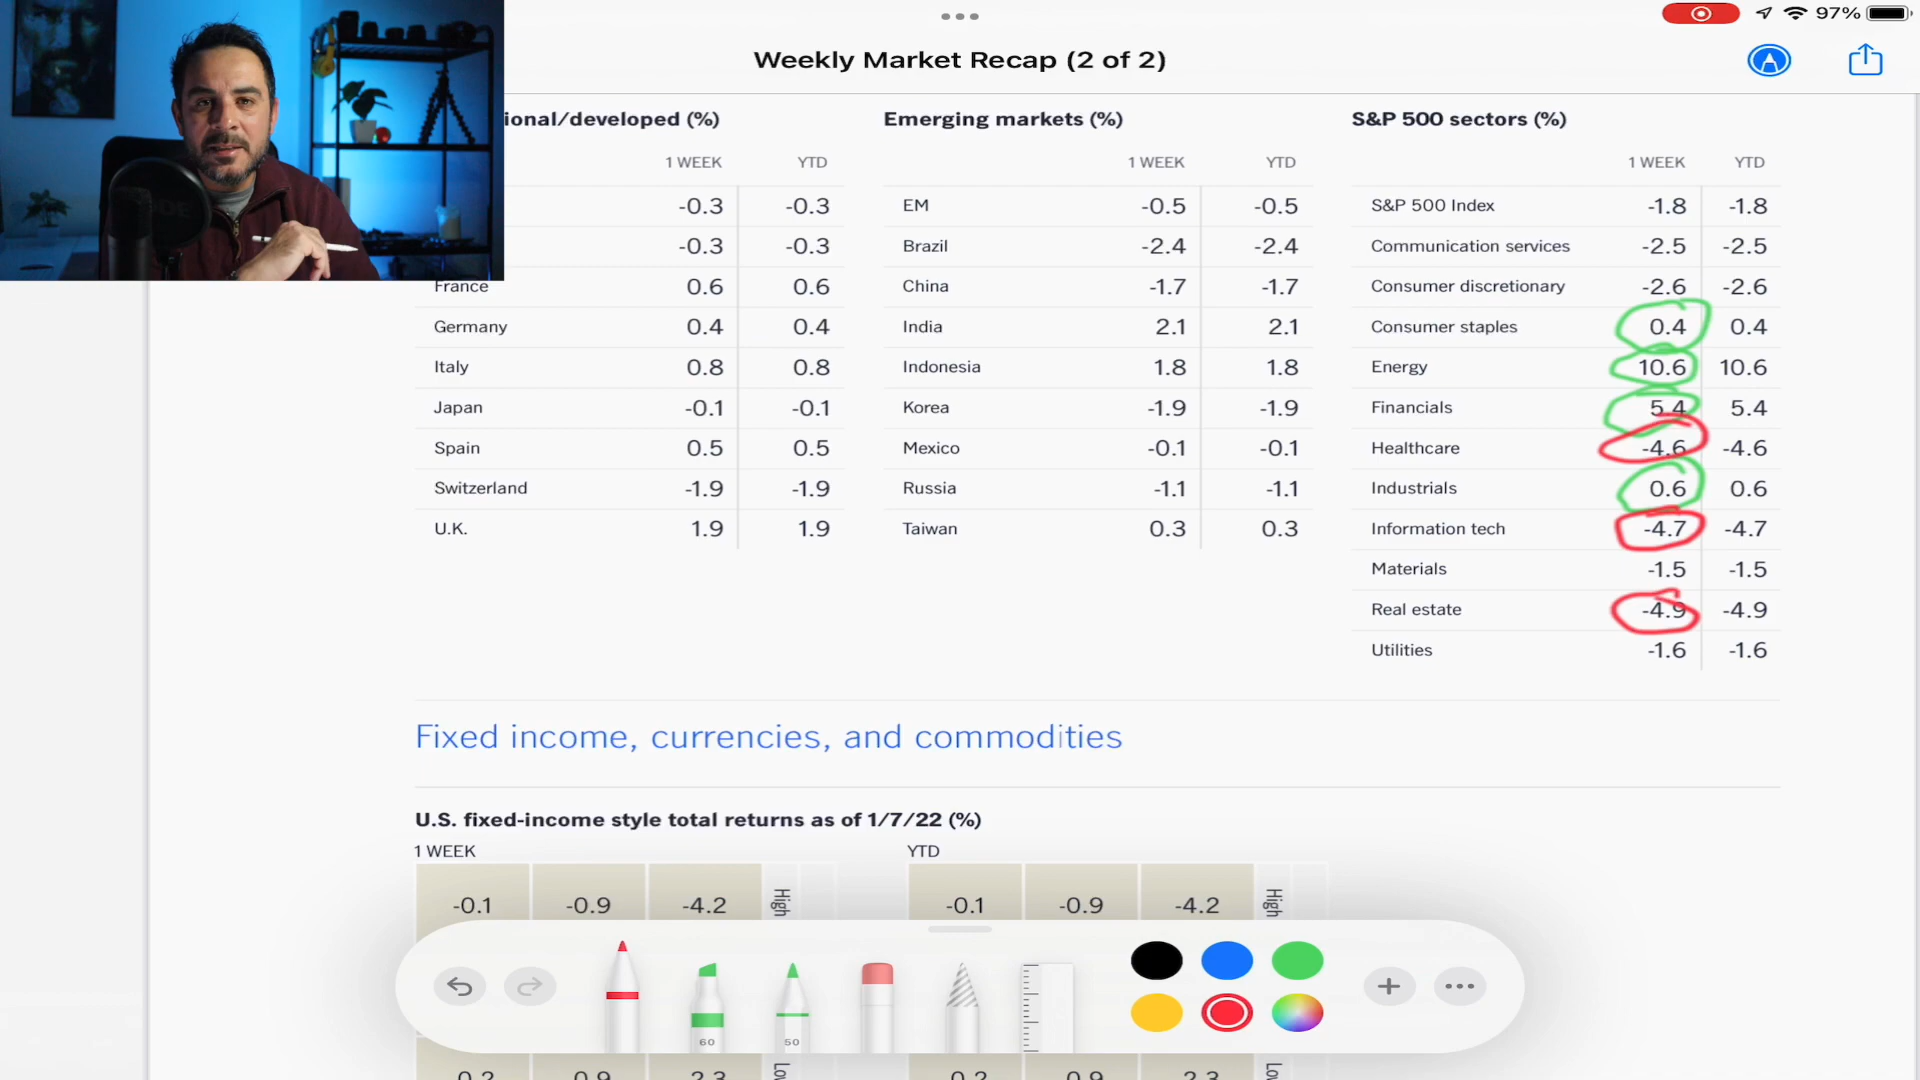 97%
Weekly Market Recap (2 of 2)
ional/developed (%)
1 WEEK YTD
-0.3 -0.3
-0.3 -0.3
France 0.6 0.6
Germany 0.4 0.4
Italy 0.8 0.8
Japan -0.1 -0.1
Spain 0.5 0.5
Switzerland -1.9 -1.9
U.K. 1.9 1.9
Emerging markets (%)
1 WEEK YTD
EM -0.5 -0.5
Brazil -2.4 -2.4
China -1.7 -1.7
India 2.1 2.1
Indonesia 1.8 1.8
Korea -1.9 -1.9
Mexico -0.1 -0.1
Russia -1.1 -1.1
Taiwan 0.3 0.3
S&P 500 sectors (%)
1 WEEK YTD
S&P 500 Index -1.8 -1.8
Communication services -2.5 -2.5
Consumer discretionary -2.6 -2.6
Consumer staples 0.4 0.4
Energy 10.6 10.6
Financials 5.4 5.4
Healthcare -4.6 -4.6
Industrials 0.6 0.6
Information tech -4.7 -4.7
Materials -1.5 -1.5
Real estate -4.9 -4.9
Utilities -1.6 -1.6
Fixed income, currencies, and commodities
U.S. fixed-income style total returns as of 1/7/22 (%)
1 WEEK
-0.1 -0.9 -4.2 High
YTD
-0.1 -0.9 -4.2 High
60 50